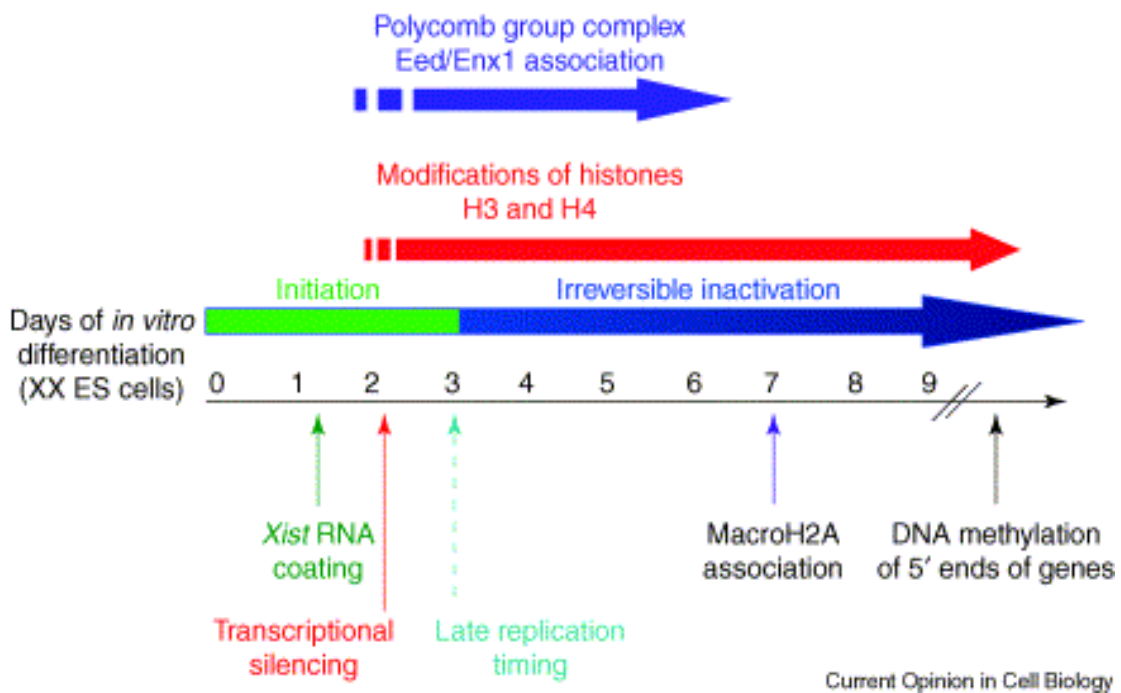 Polycomb group complex
Eed/Enx1 association
Modifications of histones
H3 and H4
Initiation
Irreversible inactivation
Days of in vitro
differentiation
(XX ES cells)
0 1 2 3 4 5 6 7 8 9
Xist RNA
coating
MacroH2A
association
DNA methylation
of 5′ ends of genes
Transcriptional
silencing
Late replication
timing
Current Opinion in Cell Biology